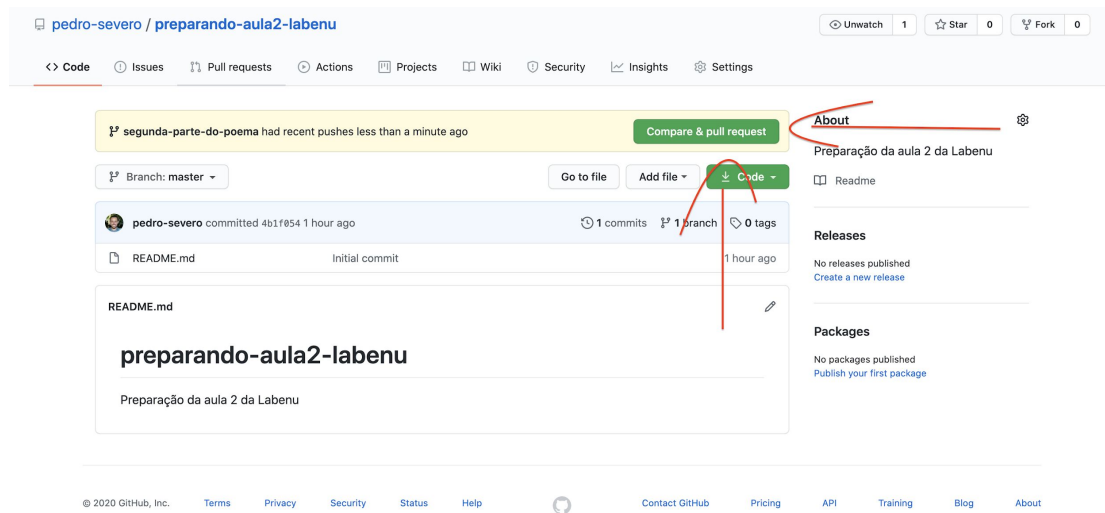 pedro-severo / preparando-aula2-labenu
Unwatch 1 Star 0 Fork 0
<> Code Issues Pull requests Actions Projects Wiki Security Insights Settings
segunda-parte-do-poema had recent pushes less than a minute ago Compare & pull request
About
Preparação da aula 2 da Labenu
Branch: master Go to file Add file Code
Readme
pedro-severo committed 4b1f054 1 hour ago 1 commits 1 branch 0 tags
README.md Initial commit 1 hour ago
Releases
No releases published
Create a new release
README.md
Packages
preparando-aula2-labenu
No packages published
Publish your first package
Preparação da aula 2 da Labenu
© 2020 GitHub, Inc. Terms Privacy Security Status Help Contact GitHub Pricing API Training Blog About